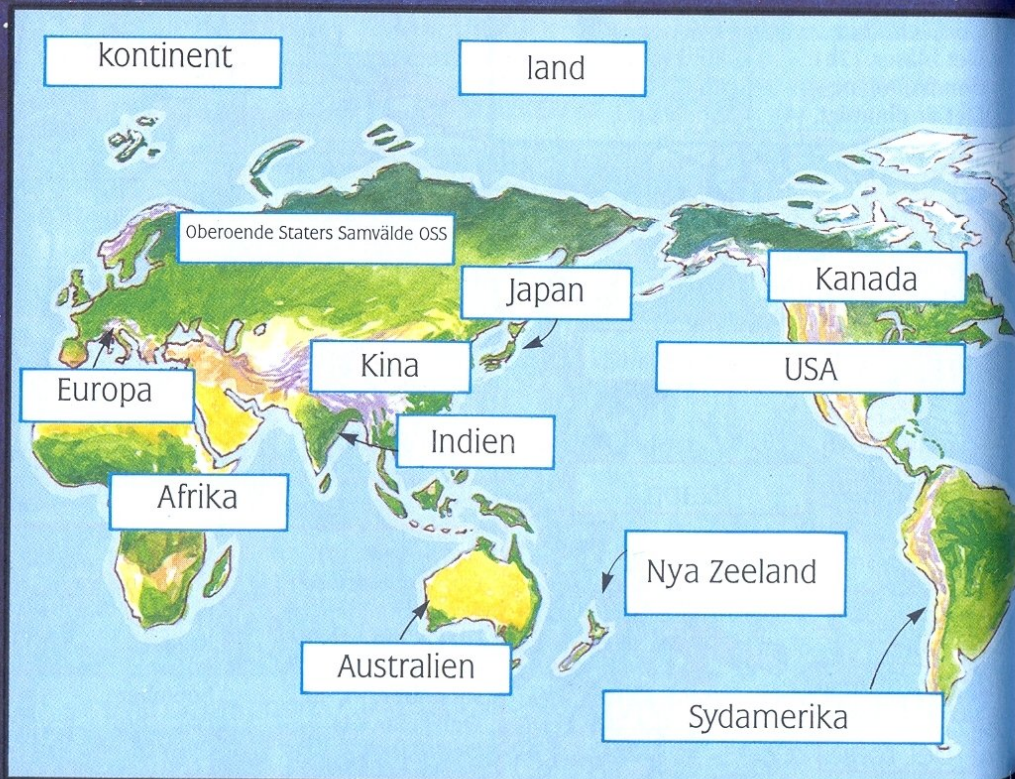 kontinent
land
Oberoende Staters Samvälde OSS
Japan
Kanada
Kina
USA
Europa
Indien
Afrika
Nya Zeeland
Australien
Sydamerika